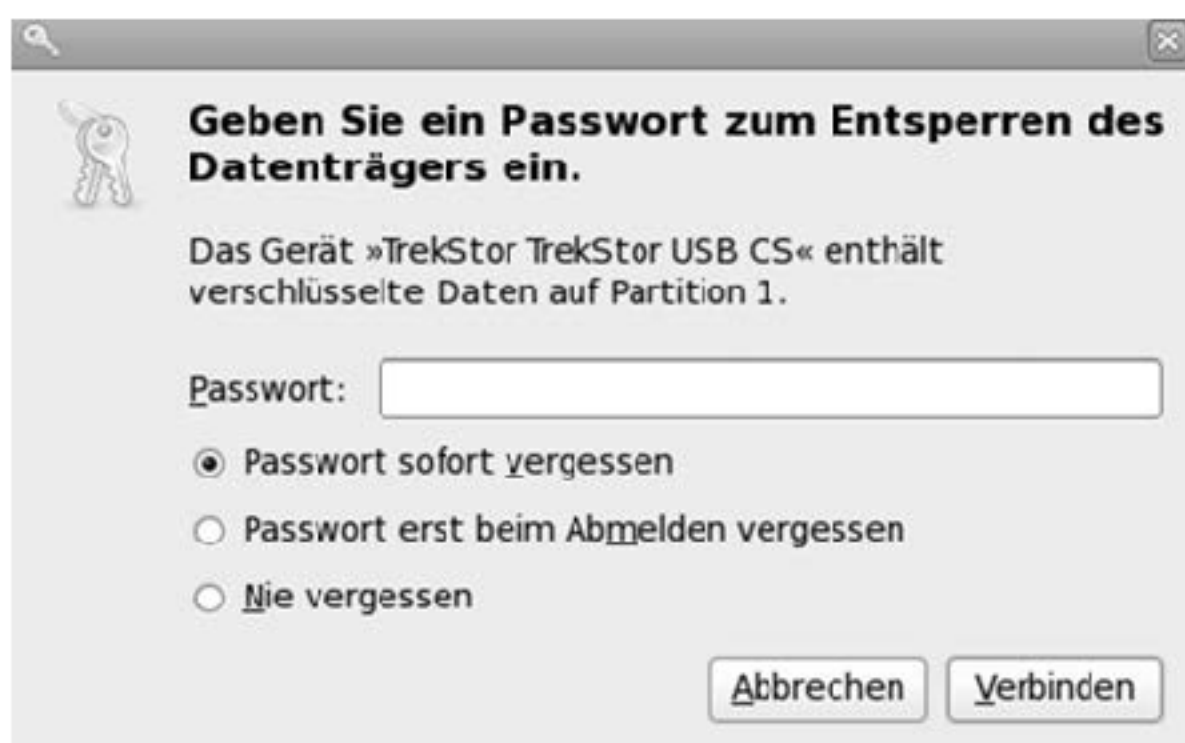 Geben Sie ein Passwort zum Entsperren des
Datenträgers ein.
Das Gerät »TrekStor TrekStor USB CS« enthält
verschlüsselte Daten auf Partition 1.
Passwort:
Passwort sofort vergessen
Passwort erst beim Abmelden vergessen
Nie vergessen
Abbrechen Verbinden